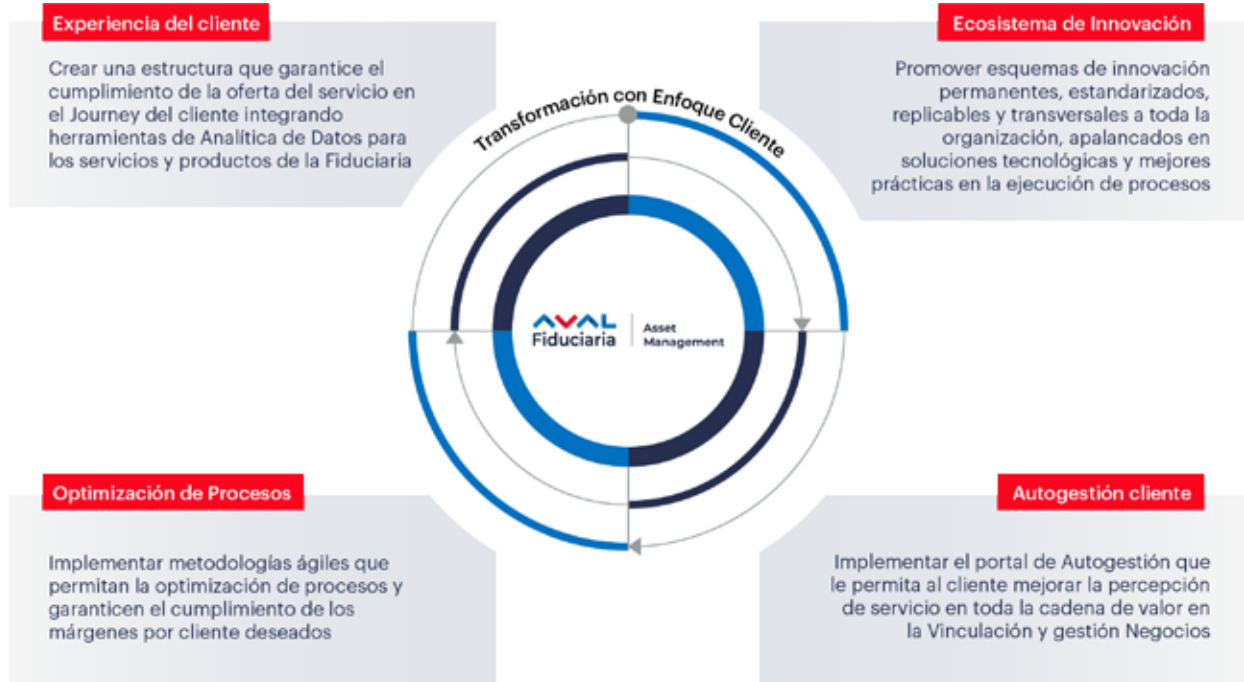 Experiencia del cliente
Crear una estructura que garantice el
cumplimiento de la oferta del servicio en
el Journey del cliente integrando
herramientas de Analítica de Datos para
los servicios y productos de la Fiduciaria
Ecosistema de Innovación
Promover esquemas de innovación
permanentes, estandarizados,
replicables y transversales a toda la
organización, apalancados en
soluciones tecnológicas y mejores
prácticas en la ejecución de procesos
Transformación con Enfoque Cliente
AVAL
Fiduciaria
Asset
Management
Optimización de Procesos
Implementar metodologías ágiles que
permitan la optimización de procesos y
garanticen el cumplimiento de los
márgenes por cliente deseados
Autogestión cliente
Implementar el portal de Autogestión que
le permita al cliente mejorar la percepción
de servicio en toda la cadena de valor en
la Vinculación y gestión Negocios